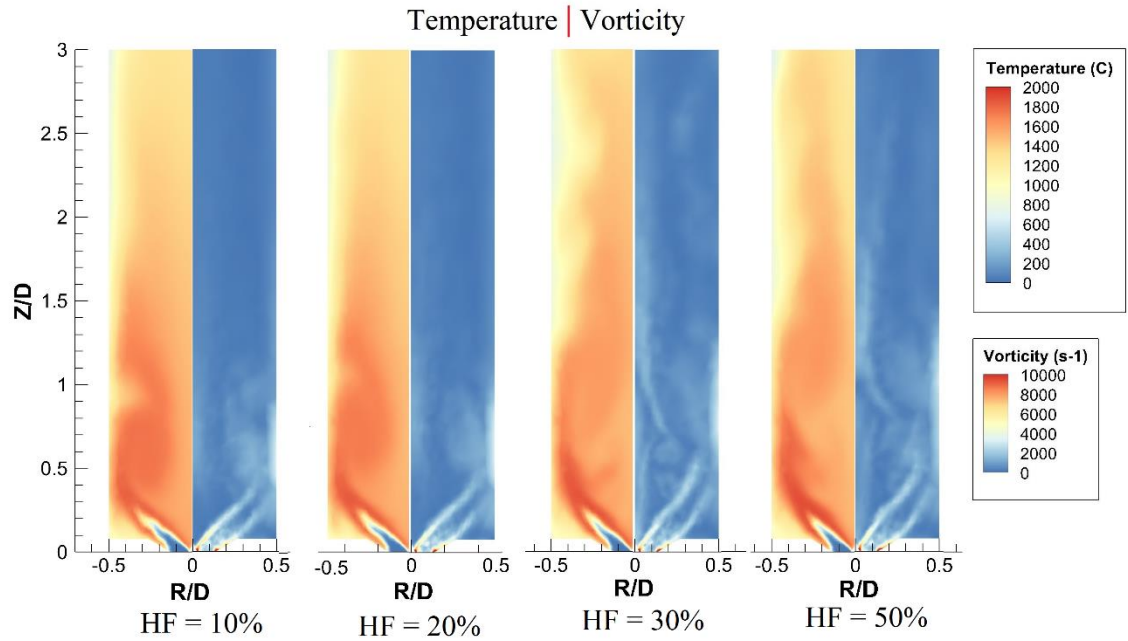 Temperature | Vorticity
Z/D
3
2.5
2
1.5
1
0.5
0
-0.5 0 0.5
R/D
HF = 10%
-0.5 0 0.5
R/D
HF = 20%
-0.5 0 0.5
R/D
HF = 30%
-0.5 0 0.5
R/D
HF = 50%
Temperature (C)
2000
1800
1600
1400
1200
1000
800
600
400
200
0
Vorticity (s-1)
10000
8000
6000
4000
2000
0